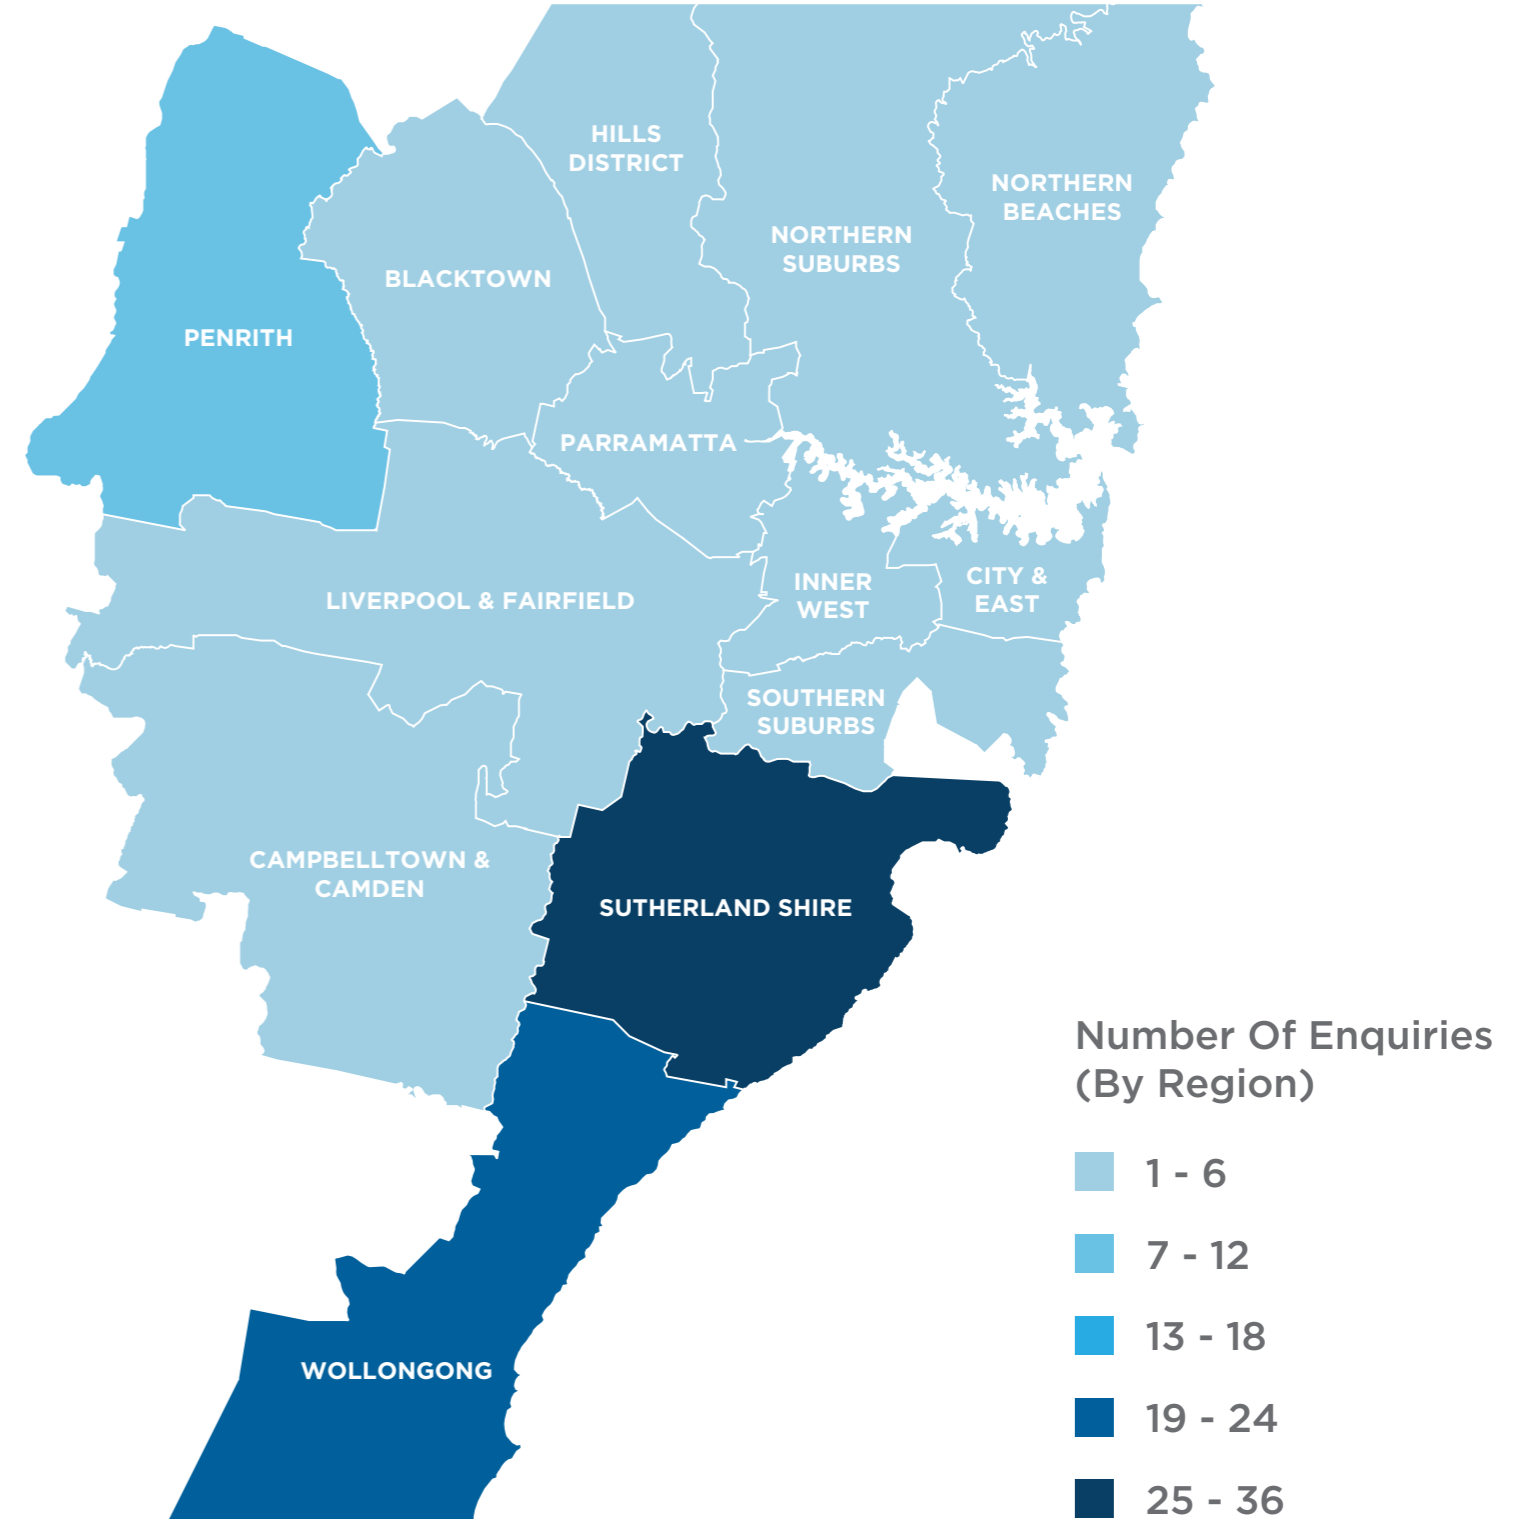 HILLS
DISTRICT
NORTHERN
BEACHES
NORTHERN
SUBURBS
BLACKTOWN
PENRITH
PARRAMATTA
LIVERPOOL & FAIRFIELD
INNER
WEST
CITY &
EAST
SOUTHERN
SUBURBS
CAMPBELLTOWN &
CAMDEN
SUTHERLAND SHIRE
WOLLONGONG
Number Of Enquiries
(By Region)
1 - 6
7 - 12
13 - 18
19 - 24
25 - 36